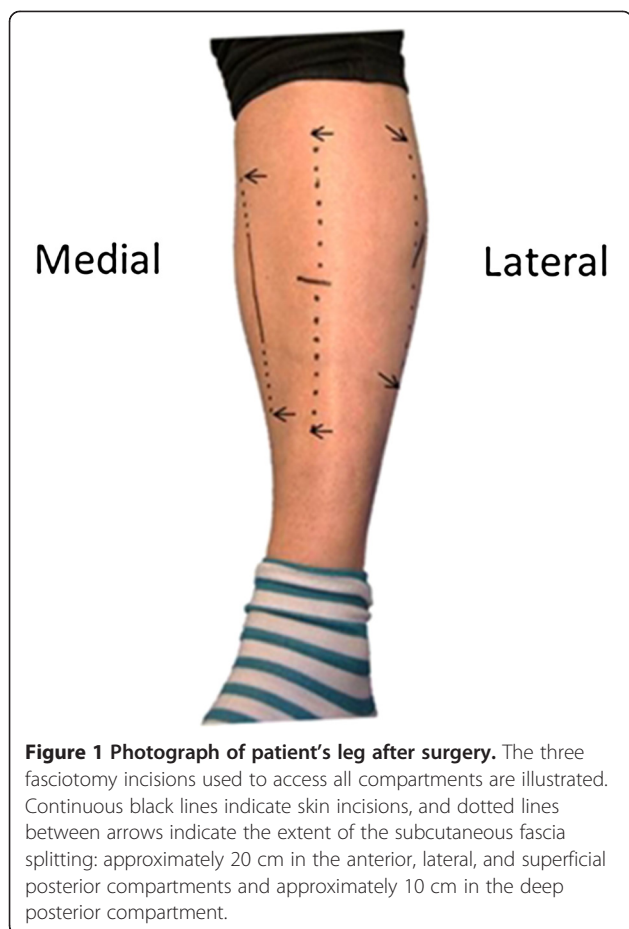 Medial
Lateral
Figure 1 Photograph of patient's leg after surgery. The three
fasciotomy incisions used to access all compartments are illustrated.
Continuous black lines indicate skin incisions, and dotted lines
between arrows indicate the extent of the subcutaneous fascia
splitting: approximately 20 cm in the anterior, lateral, and superficial
posterior compartments and approximately 10 cm in the deep
posterior compartment.